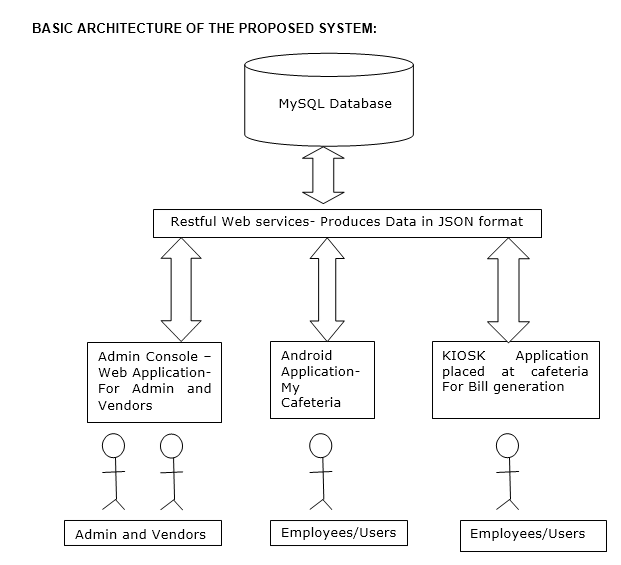 BASIC ARCHITECTURE OF THE PROPOSED SYSTEM:
MySQL Database
Restful Web services- Produces Data in JSON format
Admin Console –
Web Application-
For Admin and
Vendors
Android
Application-
My
Cafeteria
KIOSK Application
placed at cafeteria
For Bill generation
Admin and Vendors
Employees/Users
Employees/Users